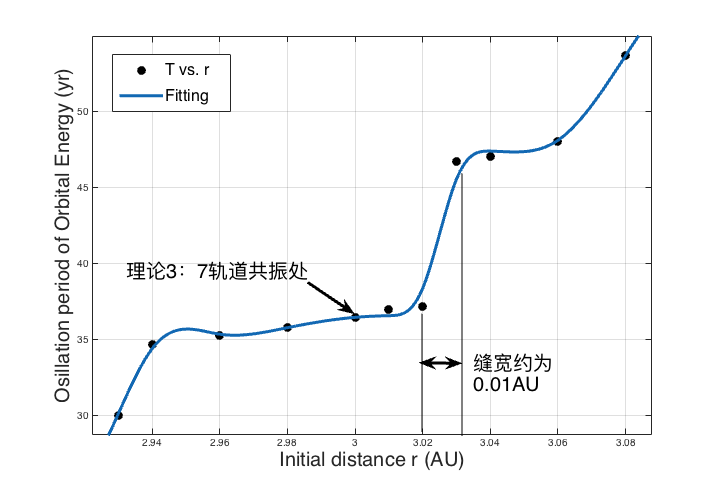 T vs. r
Fitting
Osillation period of Orbital Energy (yr)
50
45
40
35
30
理论3：7轨道共振处
缝宽约为
0.01AU
2.94
2.96
2.98
3
3.02
3.04
3.06
3.08
Initial distance r (AU)